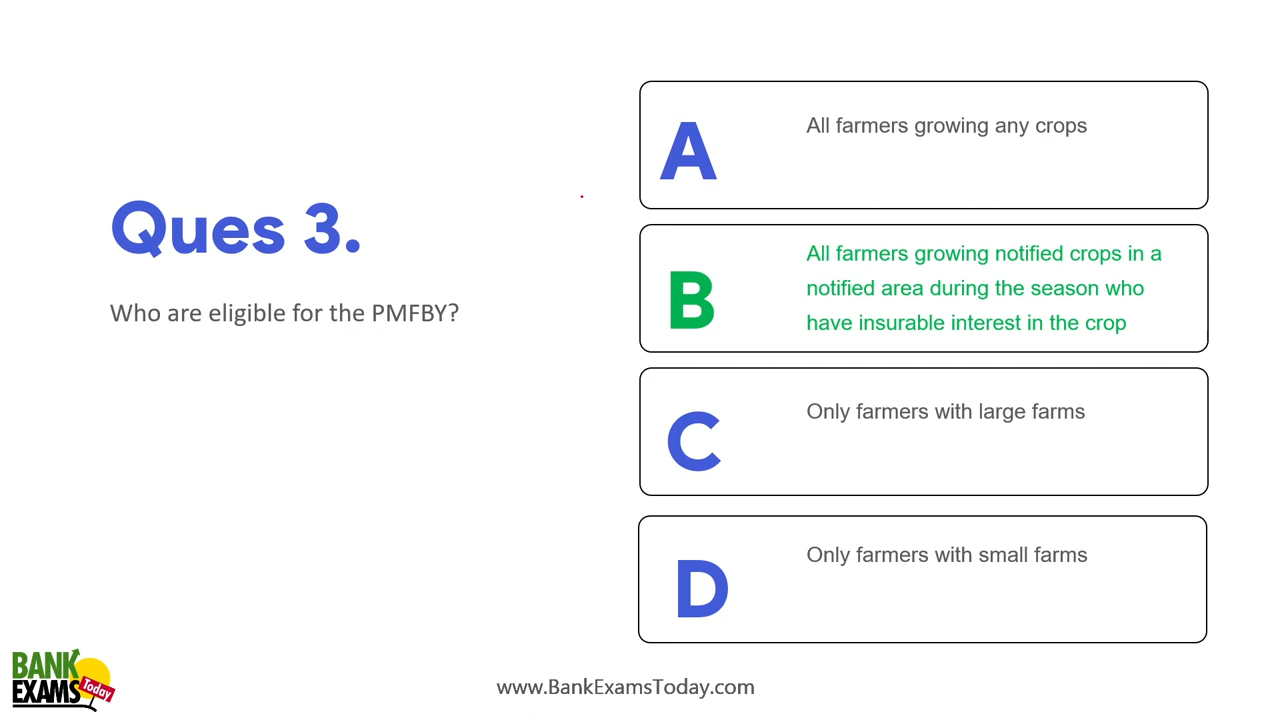 Ques 3.
Who are eligible for the PMFBY?
A
All farmers growing any crops
B
All farmers growing notified crops in a
notified area during the season who
have insurable interest in the crop
C
Only farmers with large farms
D
Only farmers with small farms
BANK
EXAMS
Today
www.BankExamsToday.com